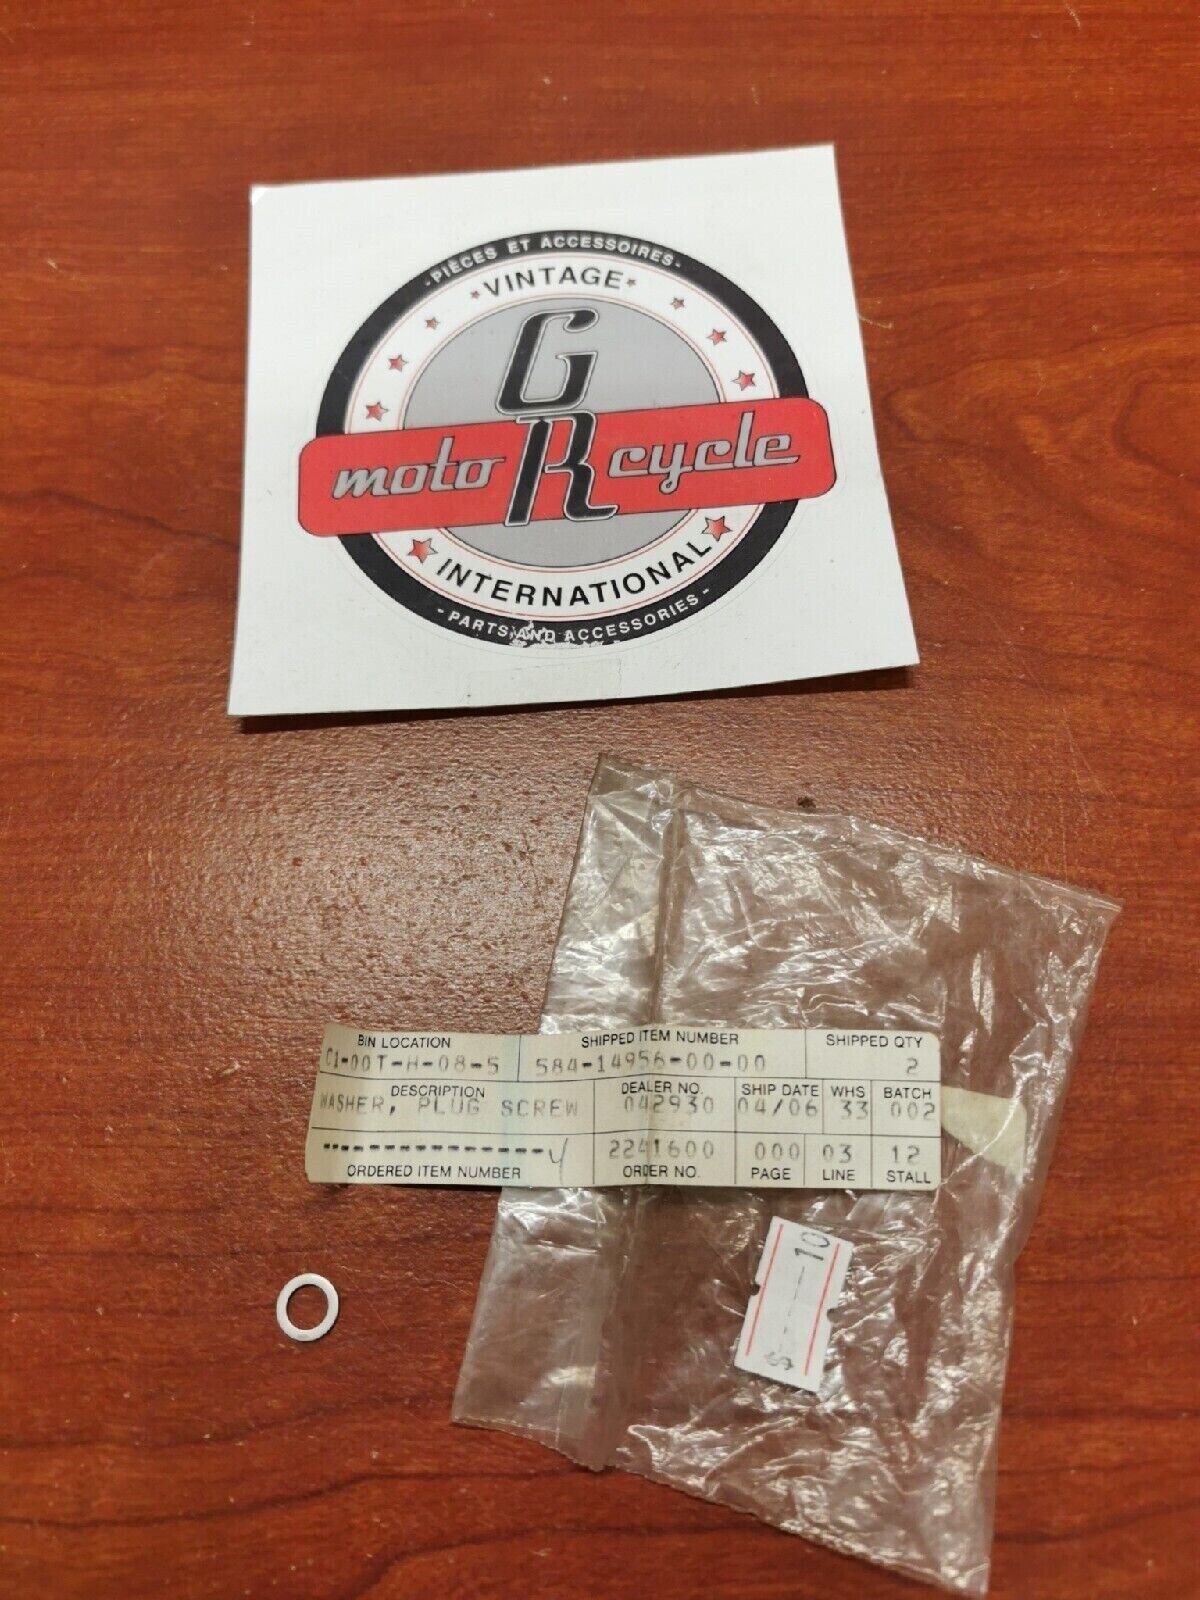 - PIÈCES ET ACCESSOIRES -
VINTAGE
GR
moto cycle
INTERNATIONAL
- PARTS AND ACCESSORIES -
BIN LOCATION SHIPPED ITEM NUMBER SHIPPED QTY
C1-00T-H-08-5 584-14956-00-00 2
DESCRIPTION DEALER NO. SHIP DATE WHS BATCH
WASHER, PLUG SCREW 042930 04/06 33 002
---------------y 2241600 000 03 12
ORDERED ITEM NUMBER ORDER NO. PAGE LINE STALL
$----10